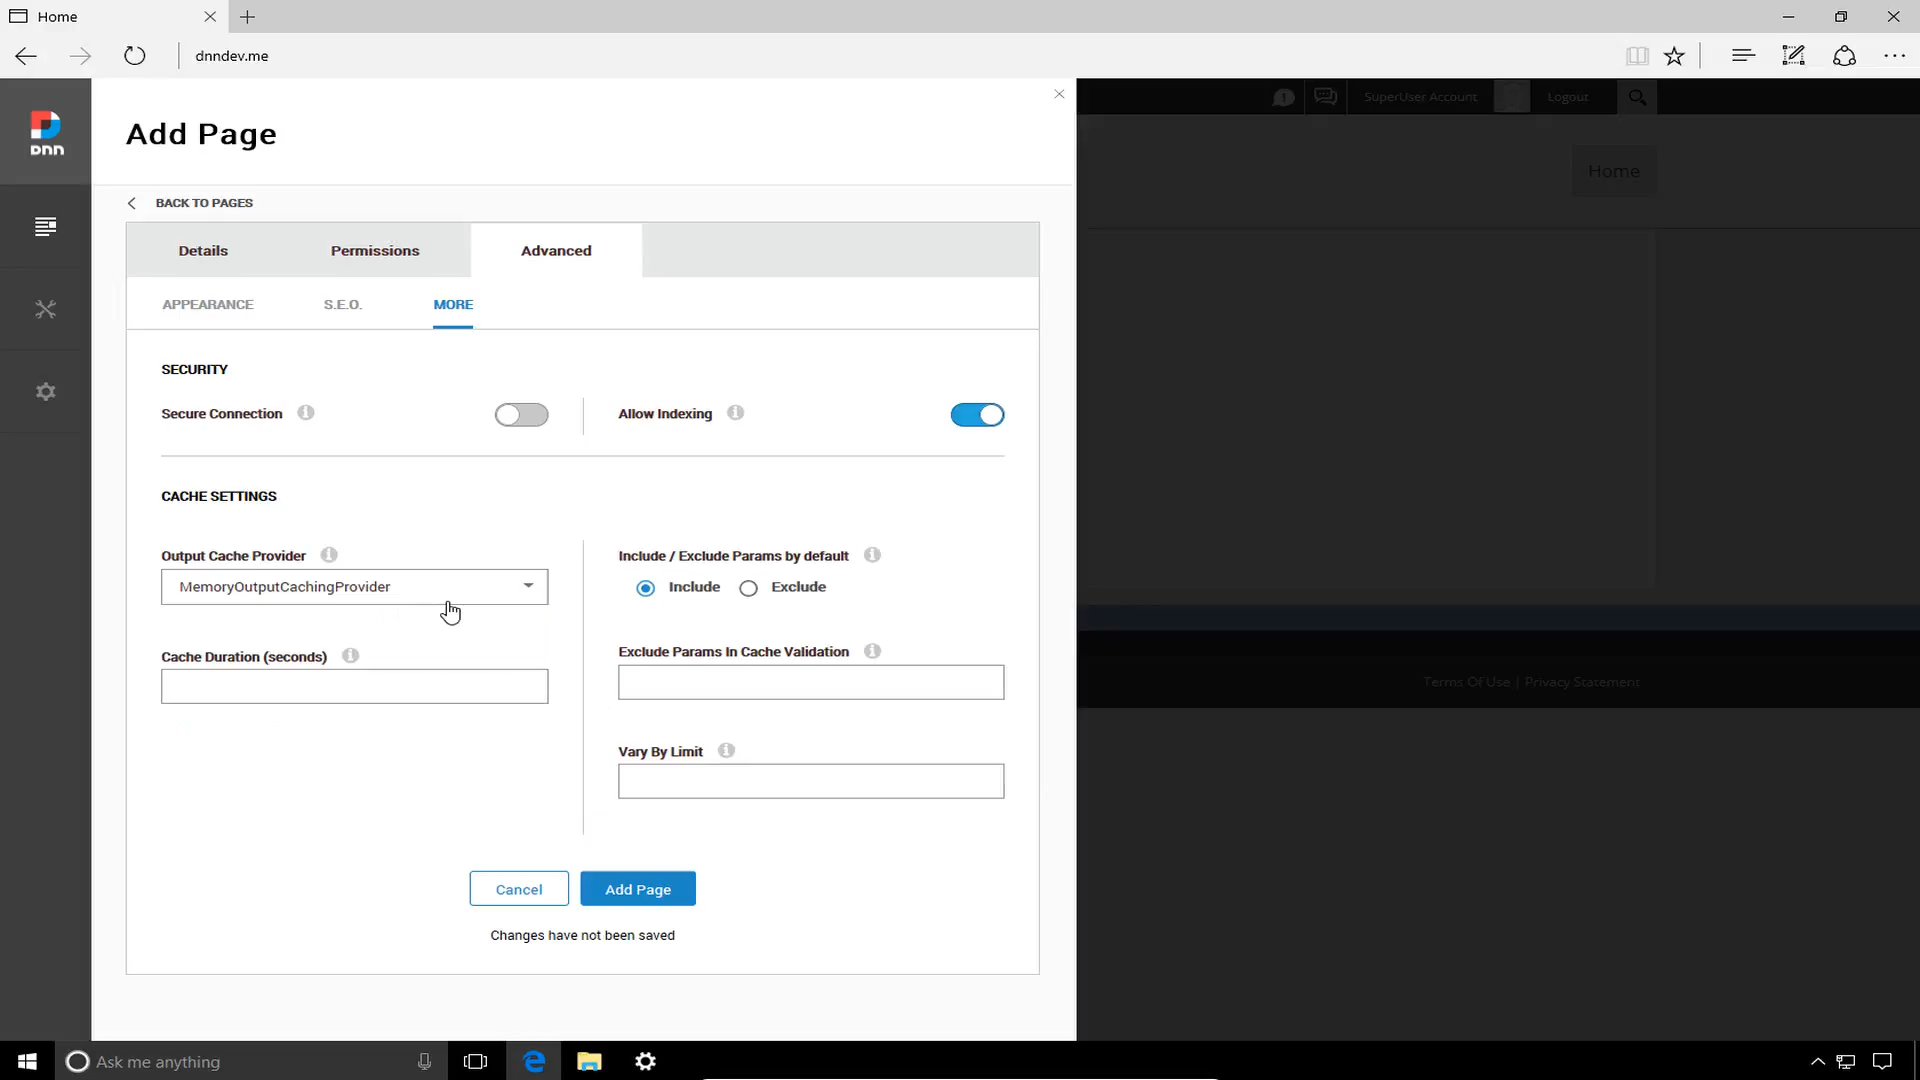 Home
dnndev.me
DNN
Add Page
BACK TO PAGES
Details Permissions Advanced
APPEARANCE S.E.O. MORE
SECURITY
Secure Connection Allow Indexing
CACHE SETTINGS
Output Cache Provider
MemoryOutputCachingProvider
Cache Duration (seconds)
Include / Exclude Params by default
Include Exclude
Exclude Params In Cache Validation
Vary By Limit
Cancel Add Page
Changes have not been saved
1 SuperUser Account Logout
Home
Terms Of Use | Privacy Statement
Ask me anything